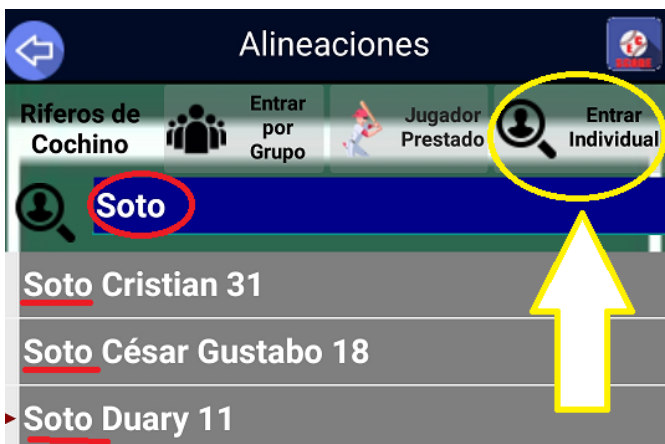 Alineaciones
Riferos de
Cochino
Entrar
por
Grupo
Jugador
Prestado
Entrar
Individual
Soto
Soto Cristian 31
Soto César Gustabo 18
Soto Duary 11